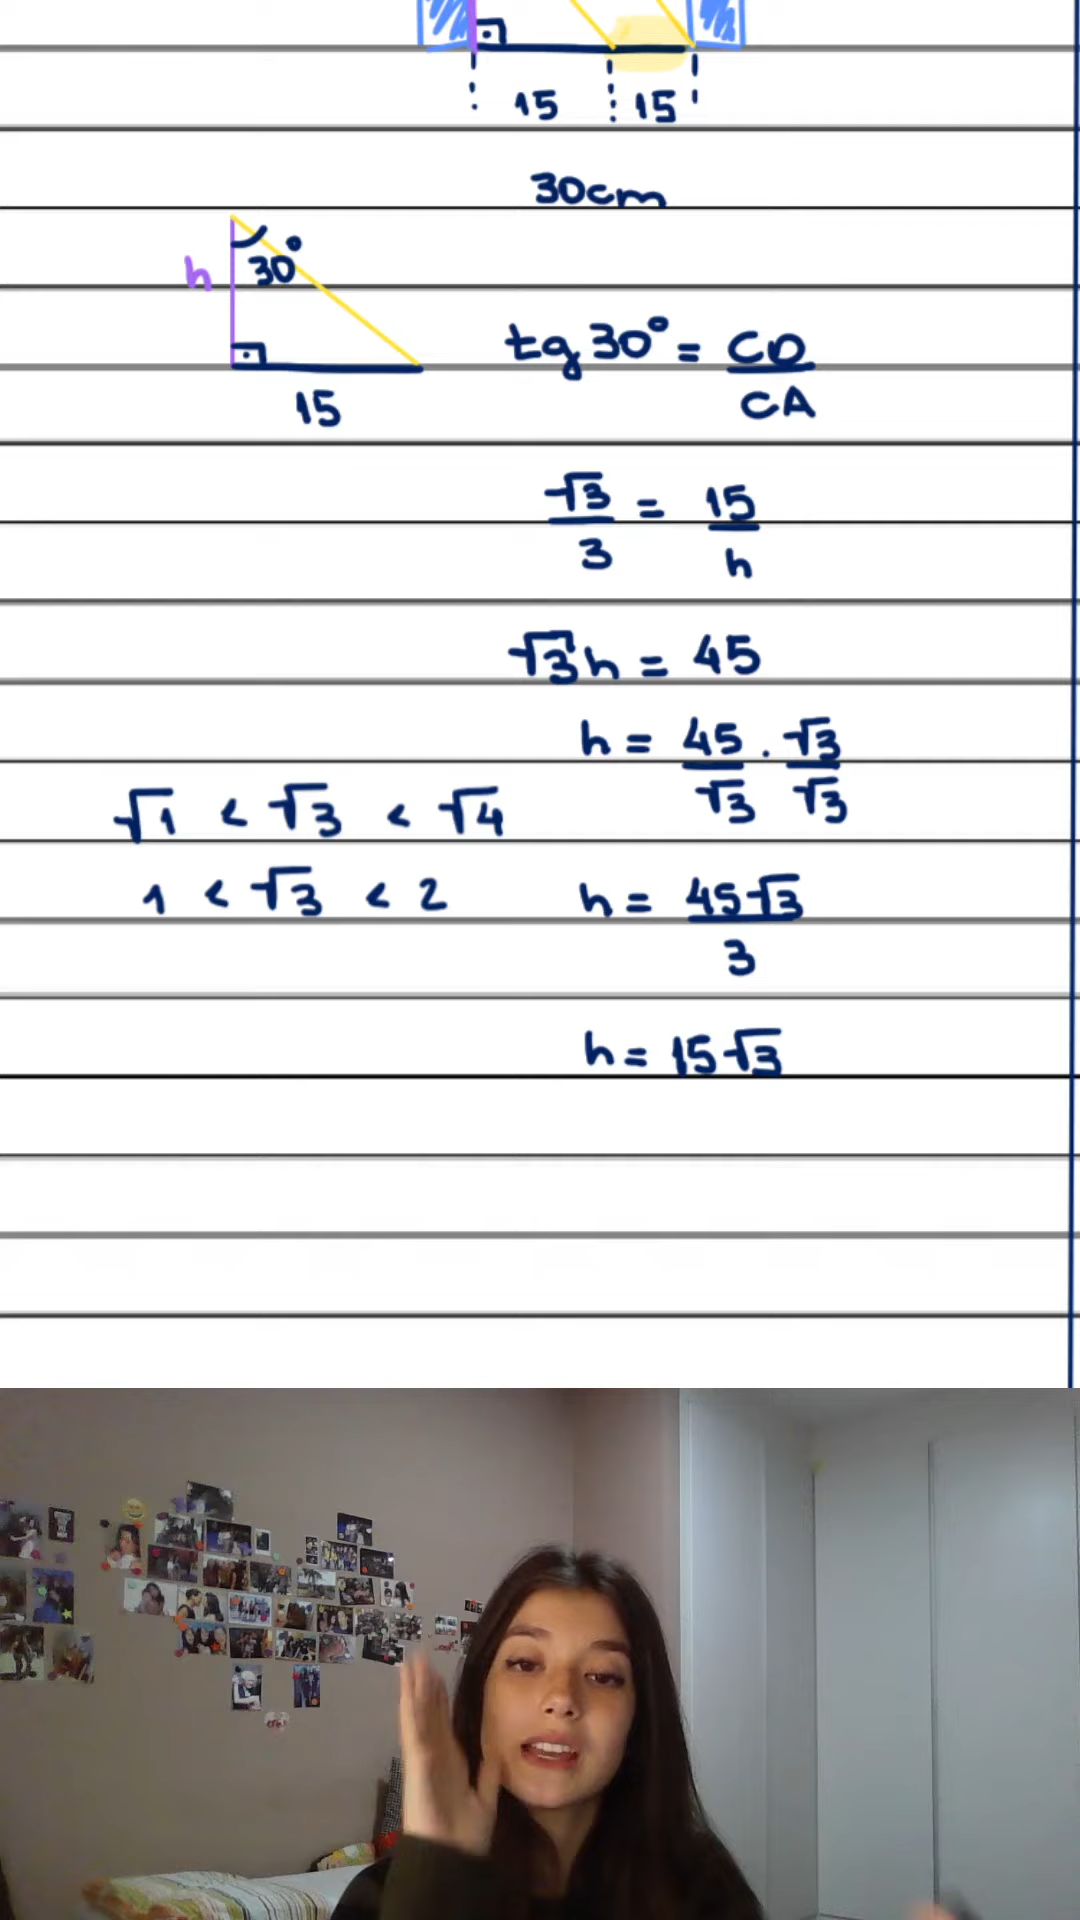 15 15
30cm
h 30°
15
tg 30° = CO/CA
√3/3 = 15/h
√3 h = 45
h = 45/√3 . √3/√3
√1 < √3 < √4
1 < √3 < 2
h = 45√3/3
h = 15√3